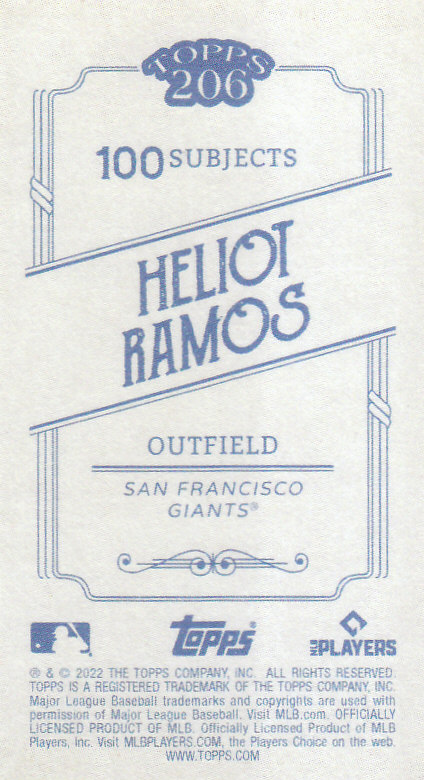 TOPPS
206
100 SUBJECTS
HELIOT
RAMOS
OUTFIELD
SAN FRANCISCO
GIANTS®
Topps®
MLB PLAYERS
® & © 2022 THE TOPPS COMPANY, INC. ALL RIGHTS RESERVED.
TOPPS IS A REGISTERED TRADEMARK OF THE TOPPS COMPANY, INC.
Major League Baseball trademarks and copyrights are used with
permission of Major League Baseball. Visit MLB.com. OFFICIALLY
LICENSED PRODUCT OF MLB. Officially Licensed Product of MLB
Players, Inc. Visit MLBPLAYERS.COM, the Players Choice on the web.
WWW.TOPPS.COM